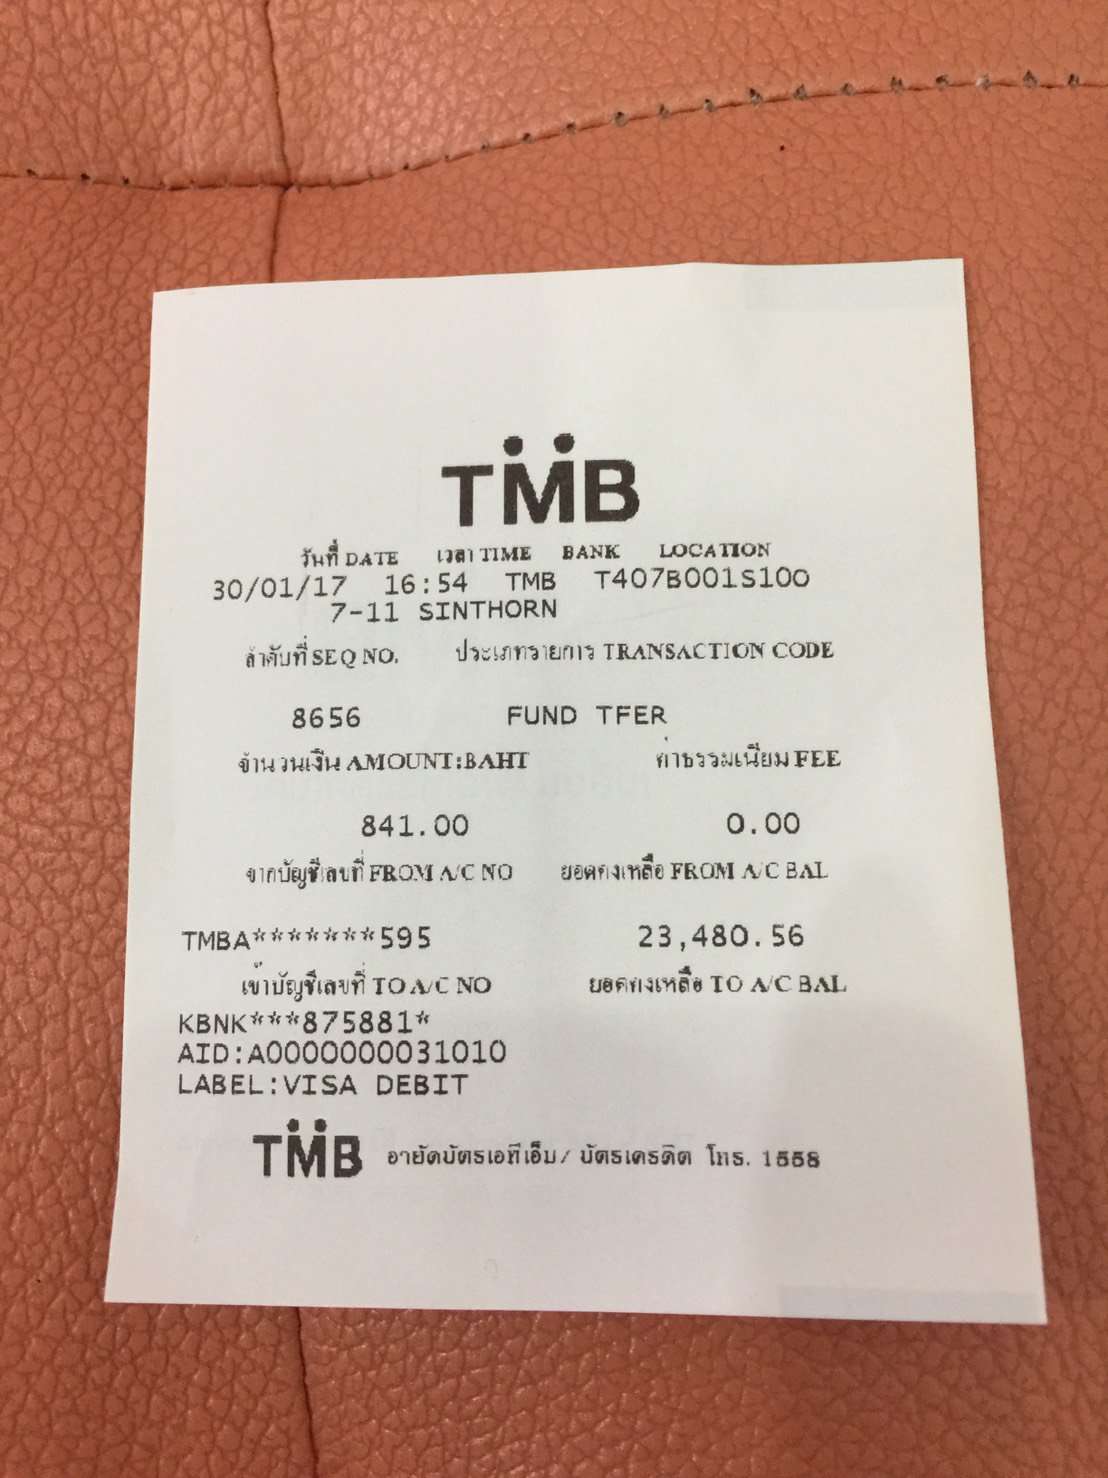 TMB
วันที่ DATE เวลา TIME BANK LOCATION
30/01/17 16:54 TMB T407B001S100
7-11 SINTHORN
ลำดับที่ SEQ NO. ประเภทรายการ TRANSACTION CODE
8656 FUND TFER
จำนวนเงิน AMOUNT:BAHT ค่าธรรมเนียม FEE
841.00 0.00
จากบัญชีเลขที่ FROM A/C NO ยอดคงเหลือ FROM A/C BAL
TMBA*******595 23,480.56
เข้าบัญชีเลขที่ TO A/C NO ยอดคงเหลือ TO A/C BAL
KBNK***875881*
AID:A0000000031010
LABEL:VISA DEBIT
TMB อายัดบัตรเอทีเอ็ม/ บัตรเครดิต โทร. 1558